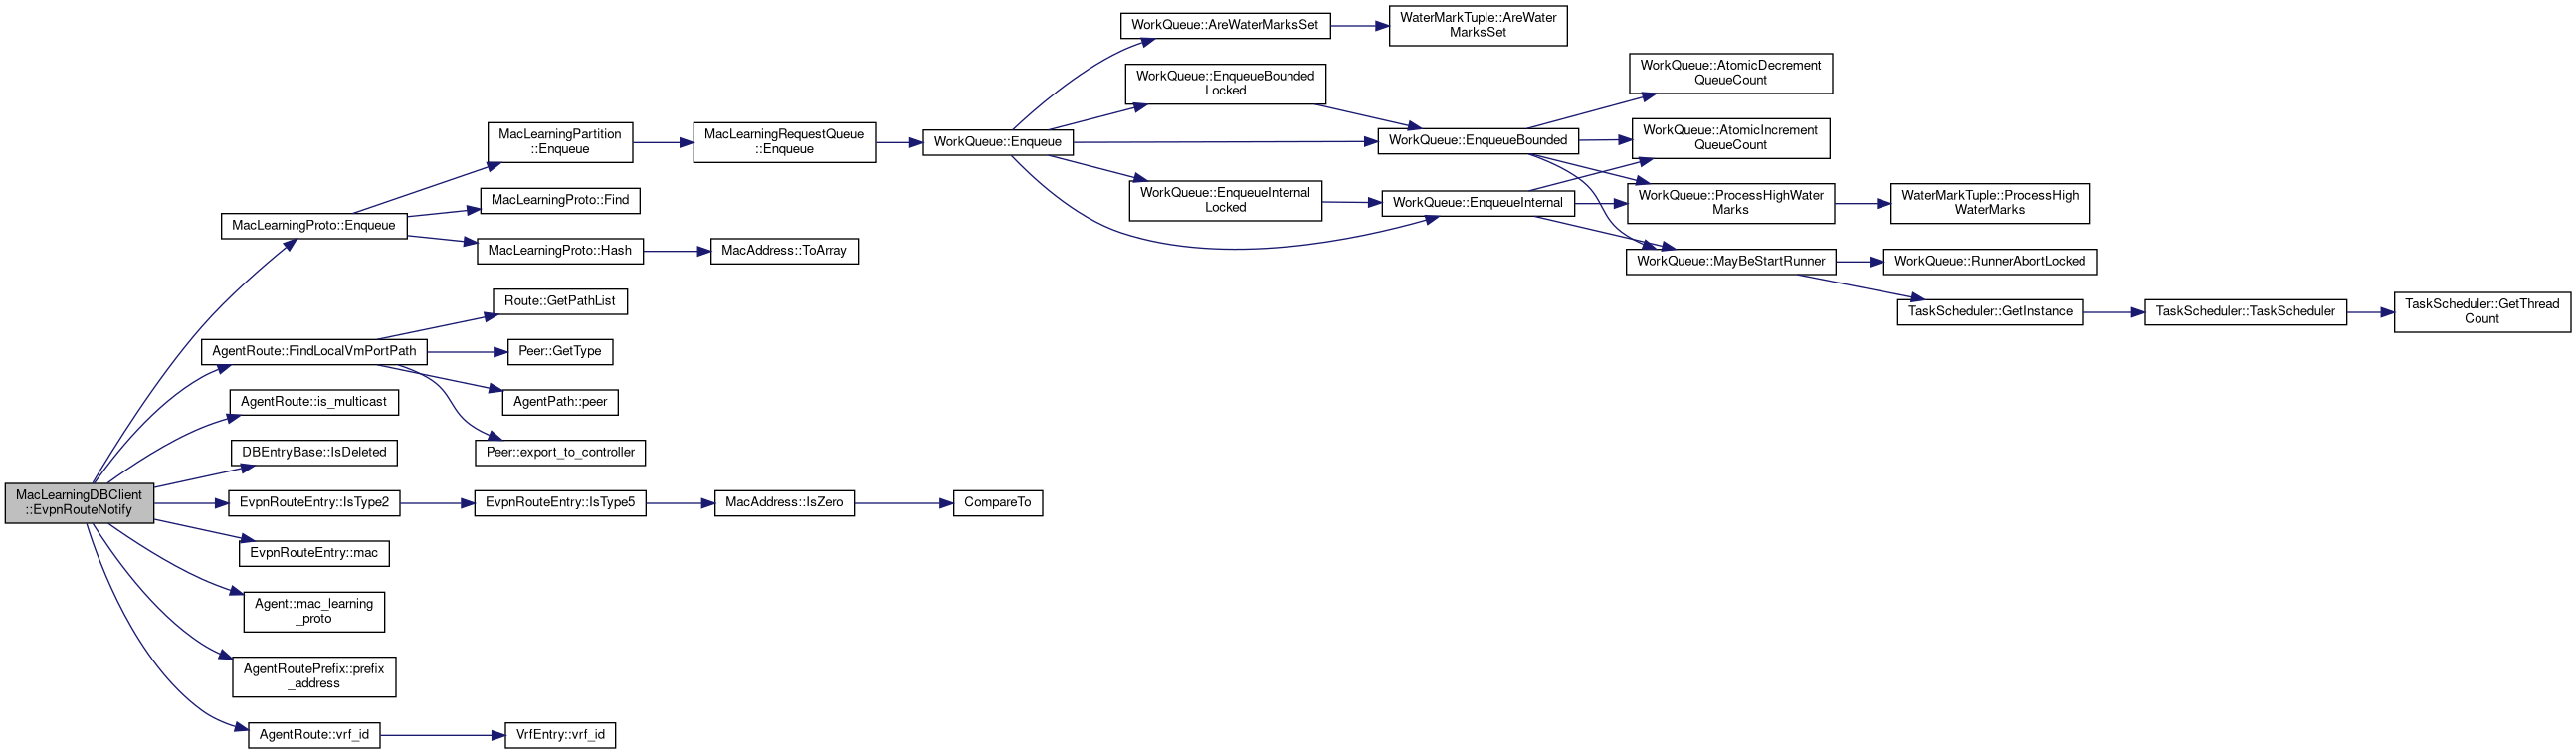 MacLearningDBClient
::EvpnRouteNotify
MacLearningProto::Enqueue
MacLearningPartition
::Enqueue
MacLearningRequestQueue
::Enqueue
WorkQueue::Enqueue
WorkQueue::AreWaterMarksSet
WaterMarkTuple::AreWater
MarksSet
WorkQueue::EnqueueBounded
Locked
WorkQueue::EnqueueBounded
WorkQueue::AtomicDecrement
QueueCount
WorkQueue::AtomicIncrement
QueueCount
WorkQueue::ProcessHighWater
Marks
WaterMarkTuple::ProcessHigh
WaterMarks
WorkQueue::MayBeStartRunner
WorkQueue::RunnerAbortLocked
TaskScheduler::GetInstance
TaskScheduler::TaskScheduler
TaskScheduler::GetThread
Count
WorkQueue::EnqueueInternal
Locked
WorkQueue::EnqueueInternal
MacLearningProto::Find
MacLearningProto::Hash
MacAddress::ToArray
AgentRoute::FindLocalVmPortPath
Route::GetPathList
Peer::GetType
AgentPath::peer
Peer::export_to_controller
AgentRoute::is_multicast
DBEntryBase::IsDeleted
EvpnRouteEntry::IsType2
EvpnRouteEntry::IsType5
MacAddress::IsZero
CompareTo
EvpnRouteEntry::mac
Agent::mac_learning
_proto
AgentRoutePrefix::prefix
_address
AgentRoute::vrf_id
VrfEntry::vrf_id